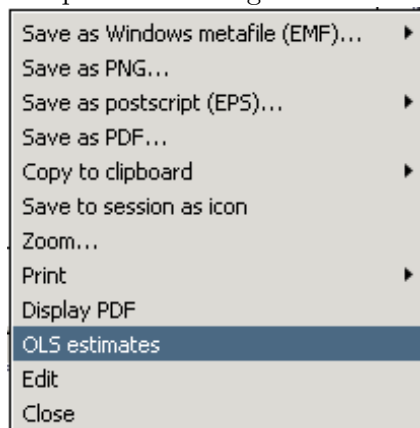 Save as Windows metafile (EMF)...
Save as PNG...
Save as postscript (EPS)...
Save as PDF...
Copy to clipboard
Save to session as icon
Zoom...
Print
Display PDF
OLS estimates
Edit
Close